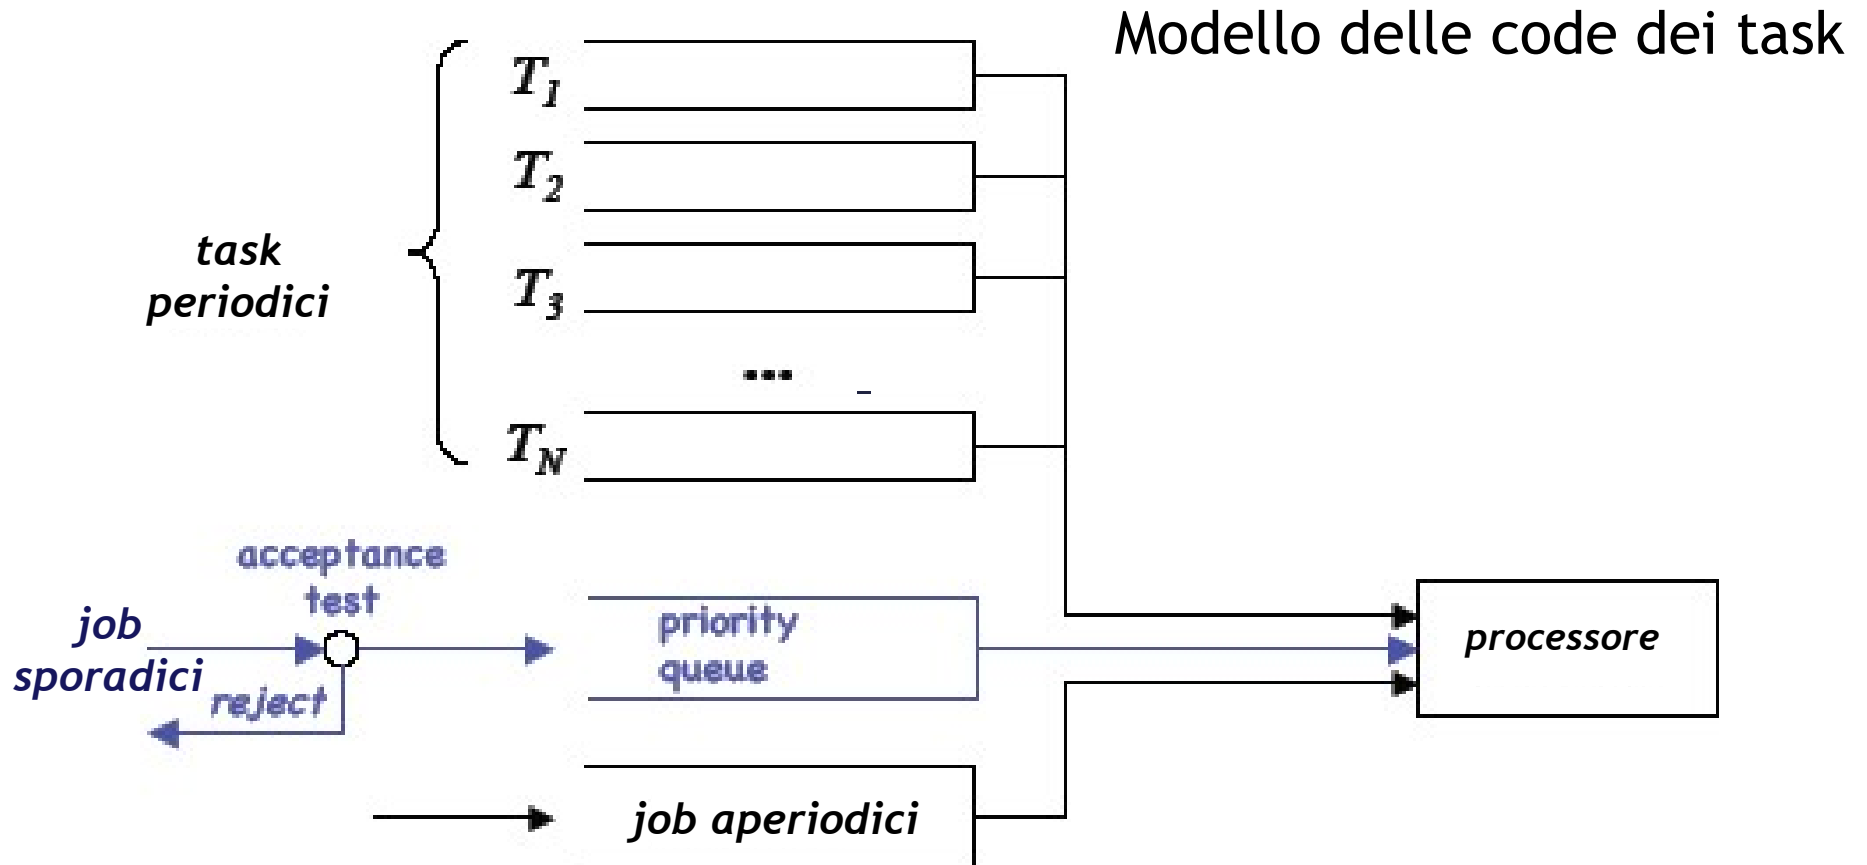 Modello delle code dei task
T1
T2
task
periodici
T3
...
TN
acceptance
test
job
sporadici
priority
queue
reject
processore
job aperiodici